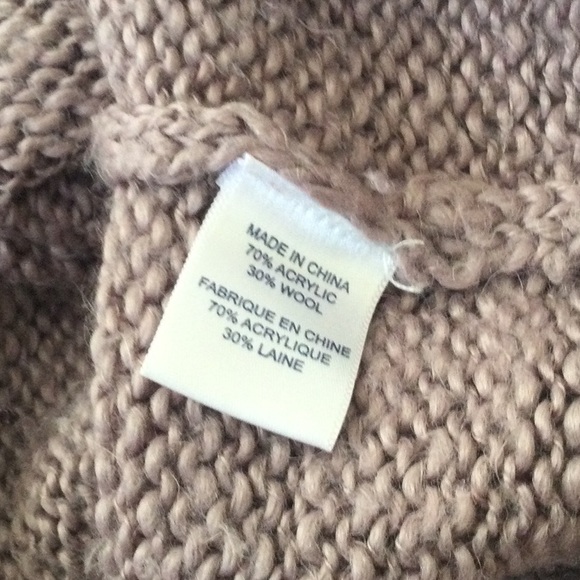 MADE IN CHINA
70% ACRYLIC
30% WOOL
FABRIQUE EN CHINE
70% ACRYLIQUE
30% LAINE